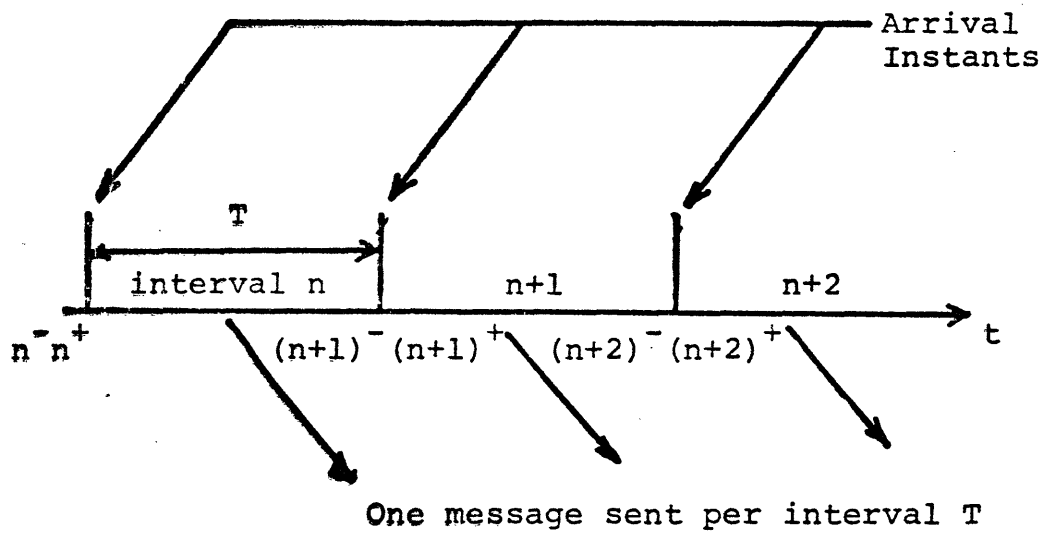 Arrival
Instants
T
interval n n+1 n+2
n⁻n⁺ (n+1)⁻(n+1)⁺ (n+2)⁻(n+2)⁺ t
One message sent per interval T